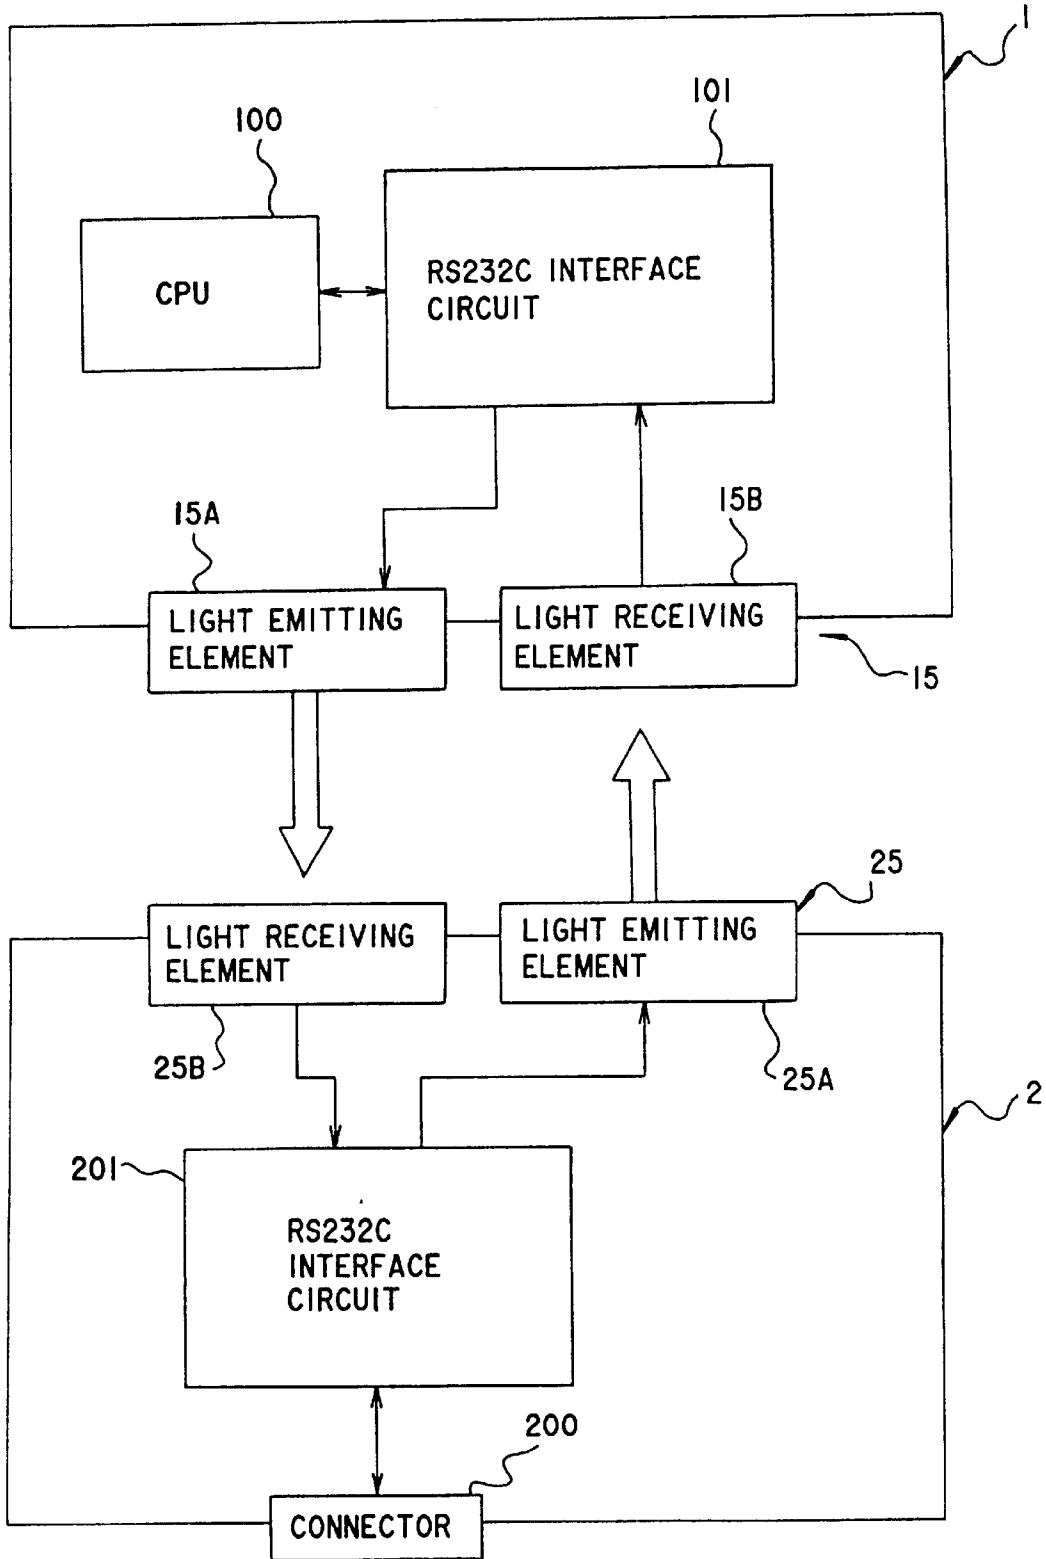 1
101
100
RS232C INTERFACE
CIRCUIT
CPU
15A
15B
LIGHT EMITTING
ELEMENT
LIGHT RECEIVING
ELEMENT
15
25
LIGHT RECEIVING
ELEMENT
LIGHT EMITTING
ELEMENT
25B
25A
2
201
RS232C
INTERFACE
CIRCUIT
200
CONNECTOR